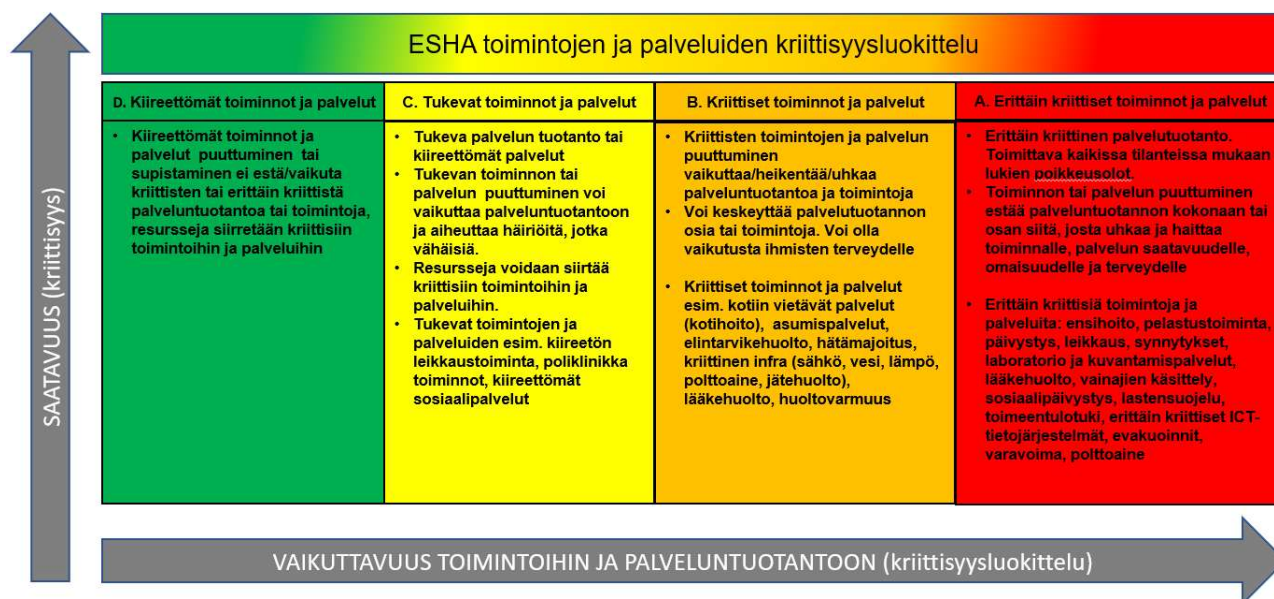 ESHA toimintojen ja palveluiden kriittisyysluokittelu
SAATAVUUS (kriittisyys)
D. Kiireettömät toiminnot ja palvelut
• Kiireettömät toiminnot ja
palvelut puuttuminen tai
supistaminen ei estä/vaikuta
kriittisten tai erittäin kriittistä
palveluntuotantoa tai toimintoja,
resursseja siirretään kriittisiin
toimintoihin ja palveluihin
C. Tukevat toiminnot ja palvelut
• Tukeva palvelun tuotanto tai
kiireettömät palvelut
• Tukevan toiminnon tai
palvelun puuttuminen voi
vaikuttaa palveluntuotantoon
ja aiheuttaa häiriöitä, jotka
vähäisiä.
• Resursseja voidaan siirtää
kriittisiin toimintoihin ja
palveluihin.
• Tukevat toimintojen ja
palveluiden esim. kiireetön
leikkaustoiminta, poliklinikka
toiminnot, kiireettömät
sosiaalipalvelut
B. Kriittiset toiminnot ja palvelut
• Kriittisten toimintojen ja palvelun
puuttuminen
vaikuttaa/heikentää/uhkaa
palveluntuotantoa ja toimintoja
• Voi keskeyttää palvelutuotannon
osia tai toimintoja. Voi olla
vaikutusta ihmisten terveydelle
• Kriittiset toiminnot ja palvelut
esim. kotiin vietävät palvelut
(kotihoito), asumispalvelut,
elintarvikehuolto, hätämajoitus,
kriittinen infra (sähkö, vesi, lämpö,
polttoaine, jätehuolto),
lääkehuolto, huoltovarmuus
A. Erittäin kriittiset toiminnot ja palvelut
• Erittäin kriittinen palvelutuotanto.
Toimittava kaikissa tilanteissa mukaan
lukien poikkeusolot.
• Toiminnon tai palvelun puuttuminen
estää palveluntuotannon kokonaan tai
osan siitä, josta uhkaa ja haittaa
toiminnalle, palvelun saatavuudelle,
omaisuudelle ja terveydelle
• Erittäin kriittisiä toimintoja ja
palveluita: ensihoito, pelastustoiminta,
päivystys, leikkaus, synnytykset,
laboratorio ja kuvantamispalvelut,
lääkehuolto, vainajien käsittely,
sosiaalipäivystys, lastensuojelu,
toimeentulotuki, erittäin kriittiset ICT-
tietojärjestelmät, evakuoinnit,
varavoima, polttoaine
VAIKUTTAVUUS TOIMINTOIHIN JA PALVELUNTUOTANTOON (kriittisyysluokittelu)